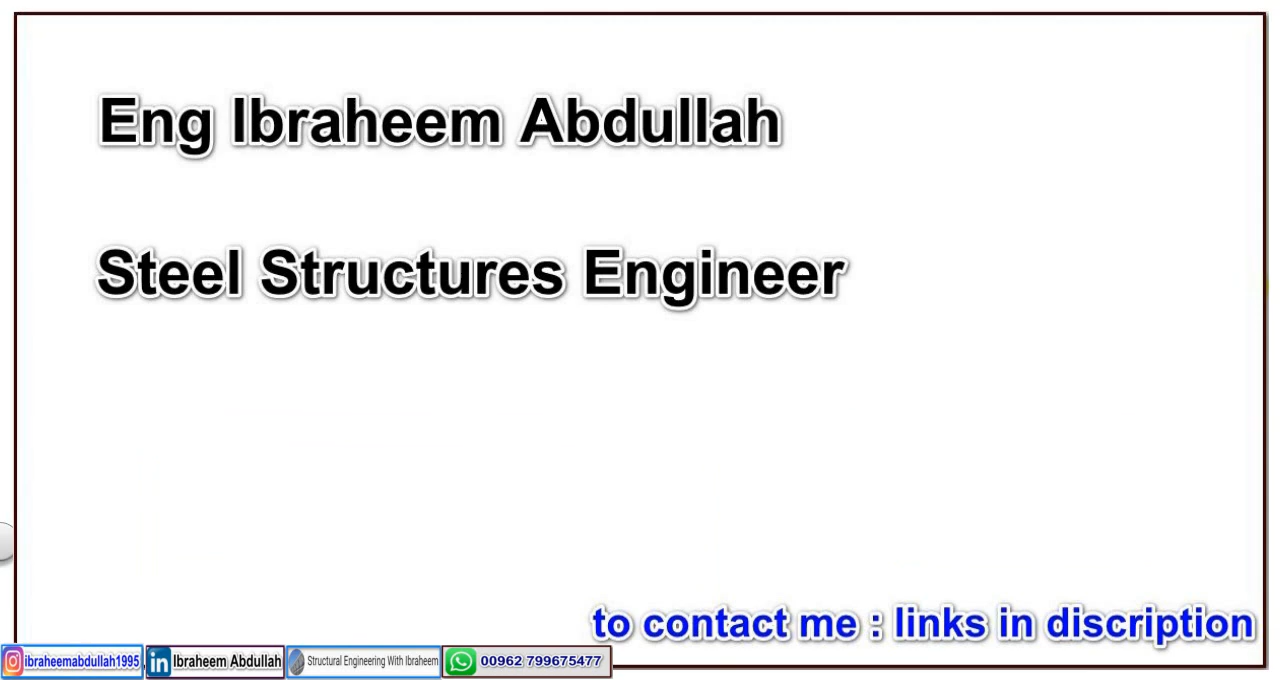 Eng Ibraheem Abdullah
Steel Structures Engineer
to contact me : links in discription
ibraheemabdullah1995 in Ibraheem Abdullah Structural Engineering With Ibraheem 00962 799675477